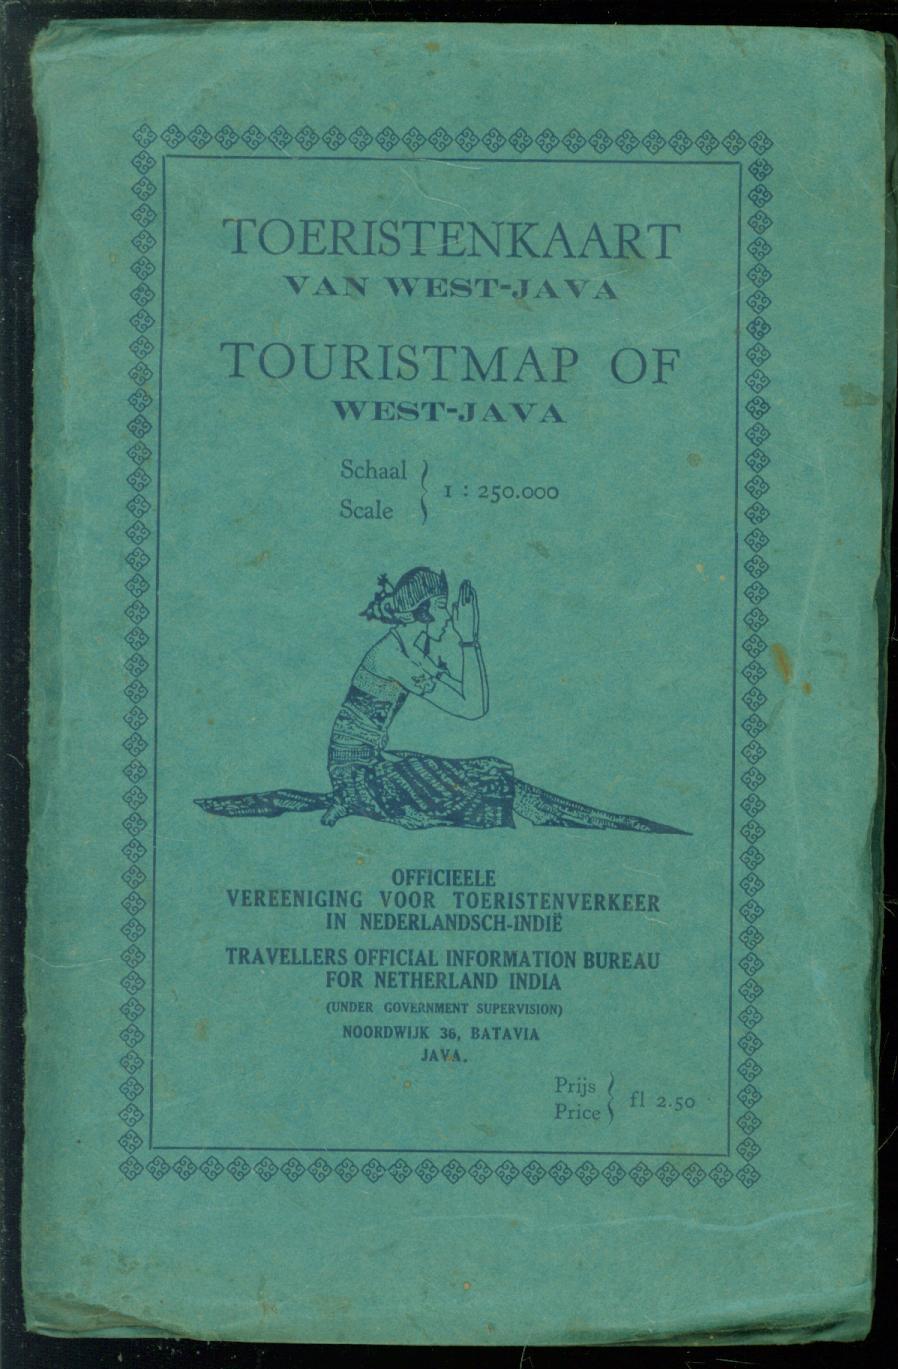 TOERISTENKAART
VAN WEST-JAVA
TOURISTMAP OF
WEST-JAVA
Schaal
Scale
1 : 250.000
OFFICIEELE
VEREENIGING VOOR TOERISTENVERKEER
IN NEDERLANDSCH-INDIË
TRAVELLERS OFFICIAL INFORMATION BUREAU
FOR NETHERLAND INDIA
(UNDER GOVERNMENT SUPERVISION)
NOORDWIJK 36, BATAVIA
JAVA.
Prijs
Price
fl 2.50